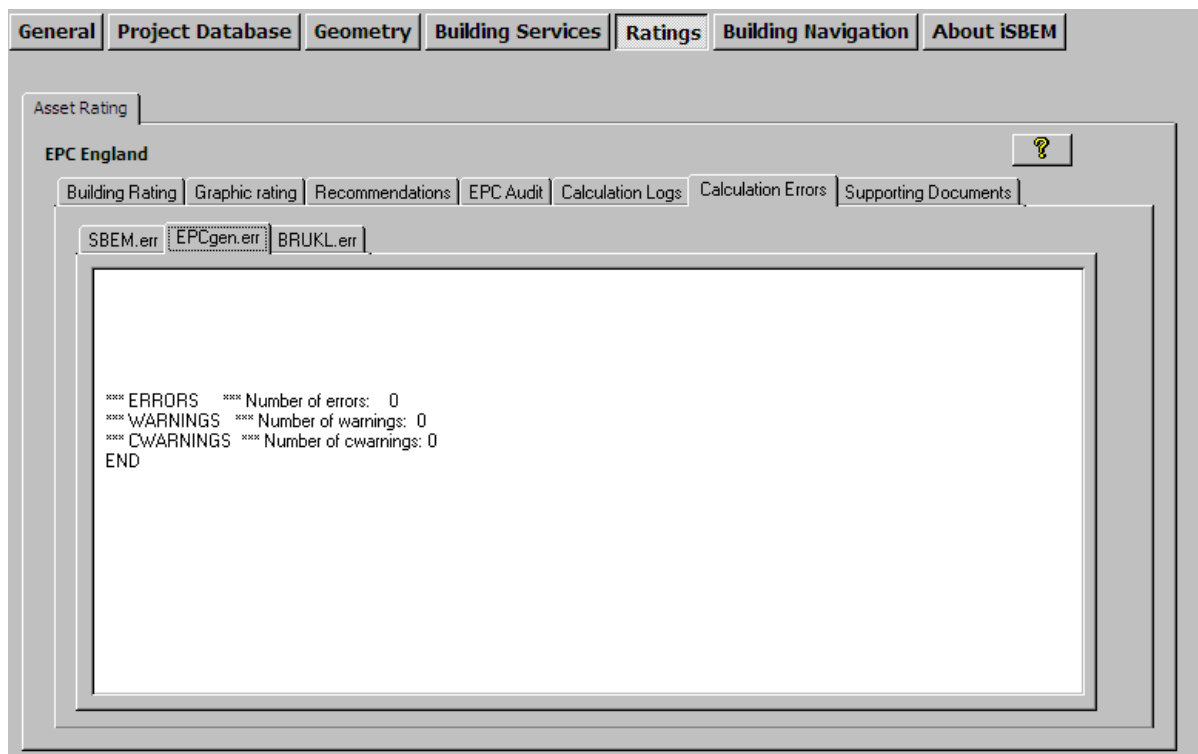 General Project Database Geometry Building Services Ratings Building Navigation About iSBEM
Asset Rating
EPC England
?
Building Rating Graphic rating Recommendations EPC Audit Calculation Logs Calculation Errors Supporting Documents
SBEM.err EPCgen.err BRUKL.err
*** ERRORS *** Number of errors: 0
*** WARNINGS *** Number of warnings: 0
*** CWARNINGS *** Number of cwarnings: 0
END